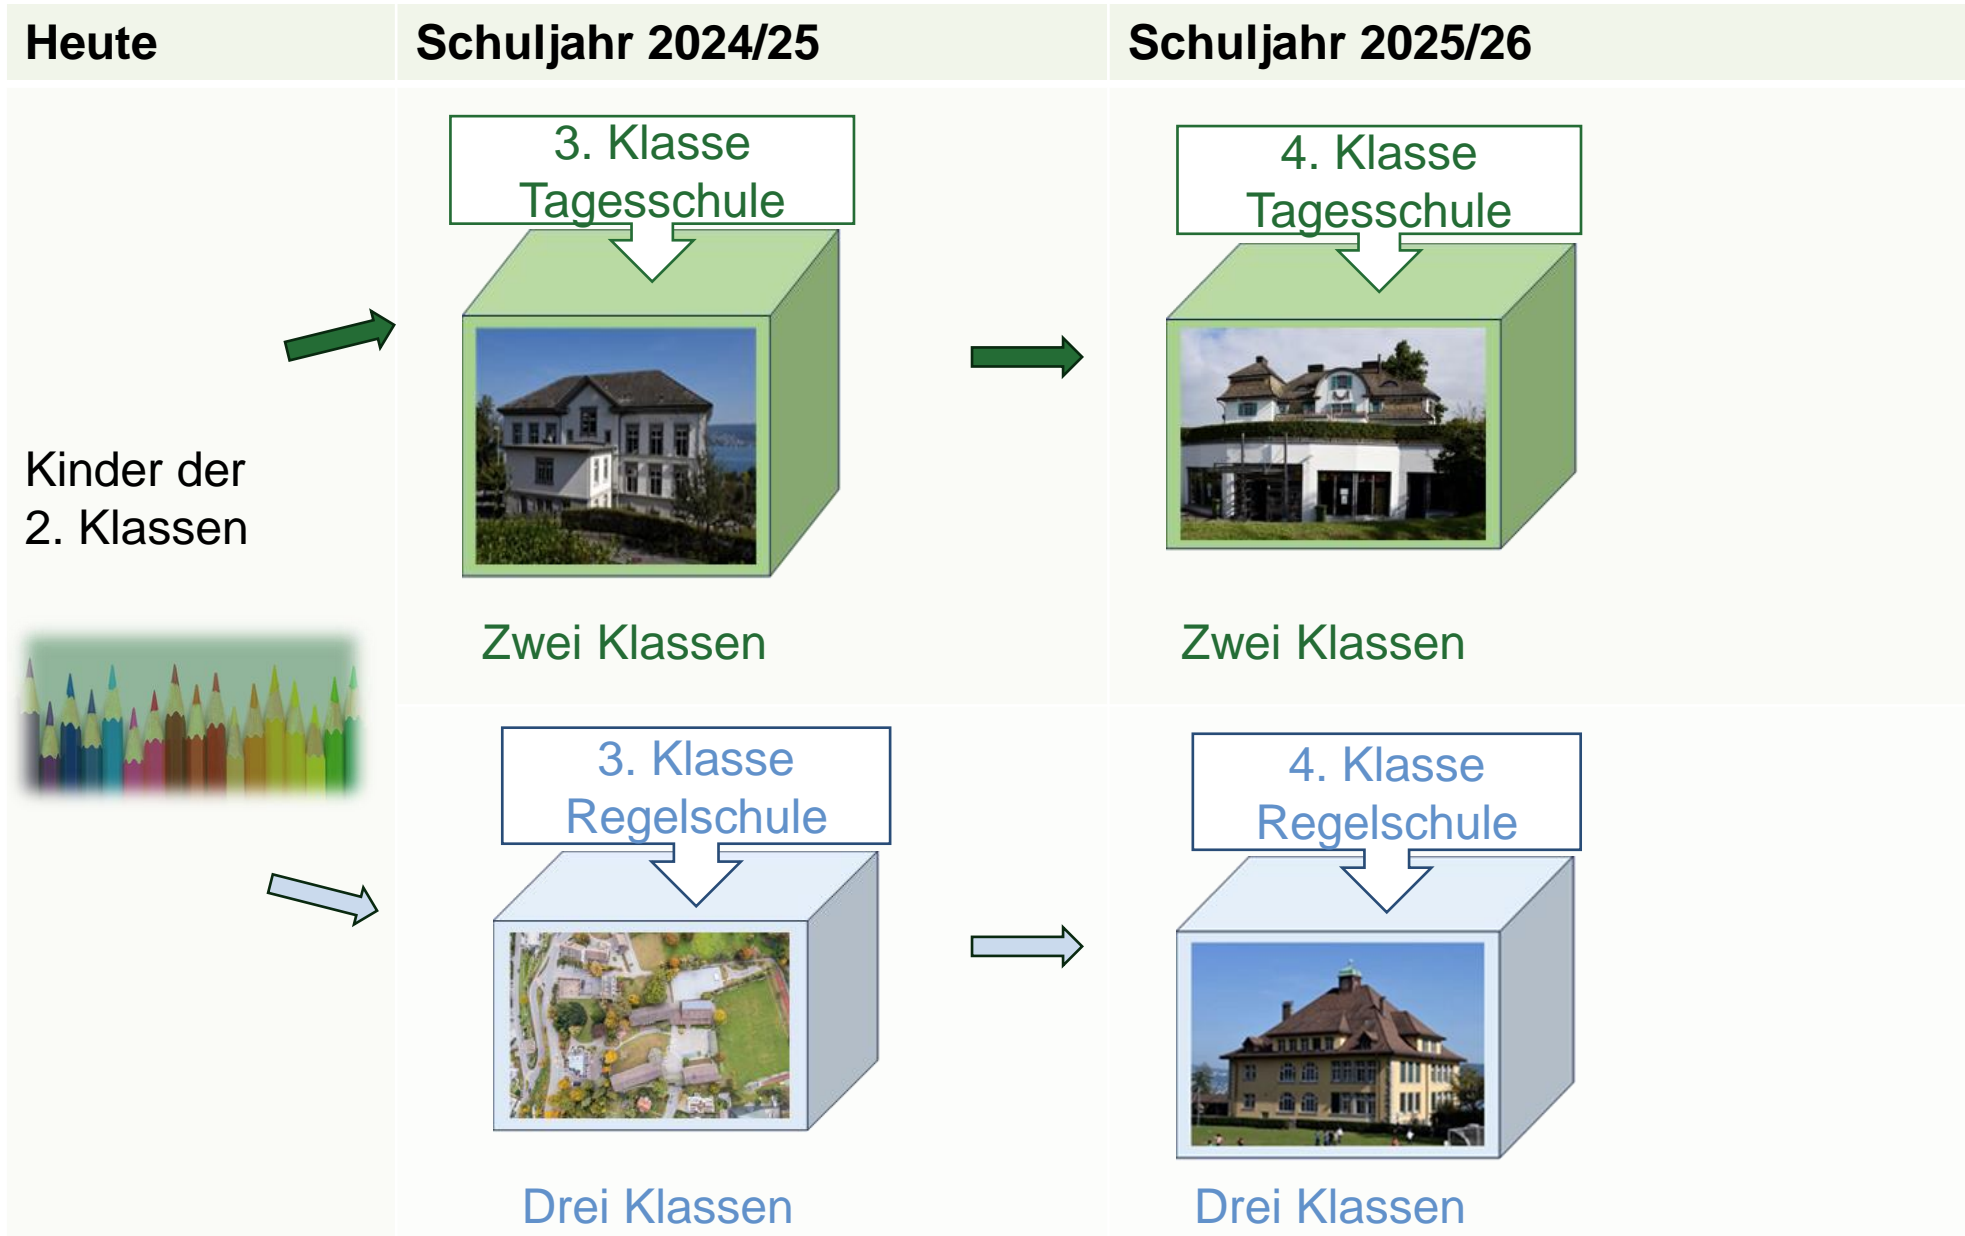 Heute
Schuljahr 2024/25
Schuljahr 2025/26
Kinder der
2. Klassen
3. Klasse
Tagesschule
Zwei Klassen
4. Klasse
Tagesschule
Zwei Klassen
3. Klasse
Regelschule
Drei Klassen
4. Klasse
Regelschule
Drei Klassen